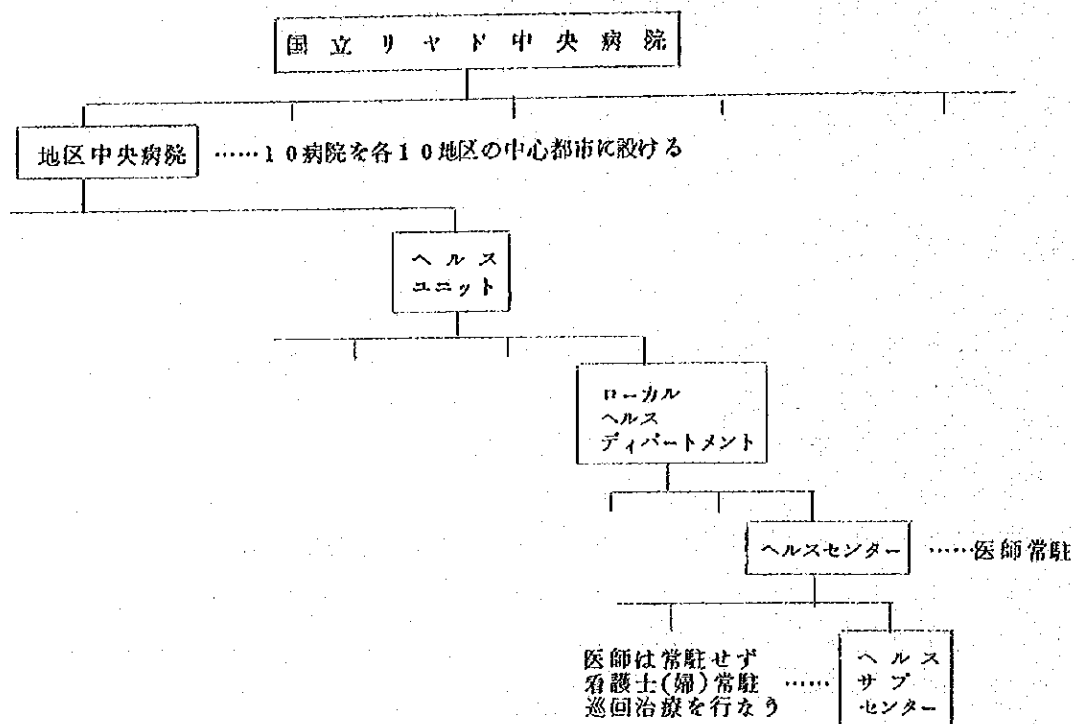 国立リヤド中央病院
地区中央病院 ……10病院を各10地区の中心都市に設ける
ヘルス
ユニット
ローカル
ヘルス
ディパートメント
ヘルスセンター ……医師常駐
医師は常駐せず
看護士(婦)常駐 ……
巡回治療を行なう
ヘルス
サブ
センター